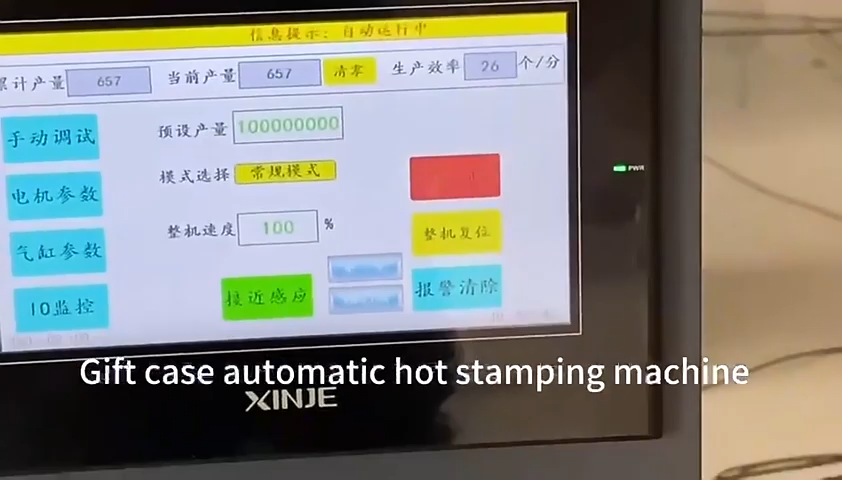 信息提示：自动运行中
累计产量 657 当前产量 657 清零 生产效率 26 个/分
手动调试
预设产量 100000000
模式选择 常规模式
电机参数
整机速度 100 %
整机复位
气缸参数
接近感应
报警清除
IO监控
PWR
Gift case automatic hot stamping machine
XINJE